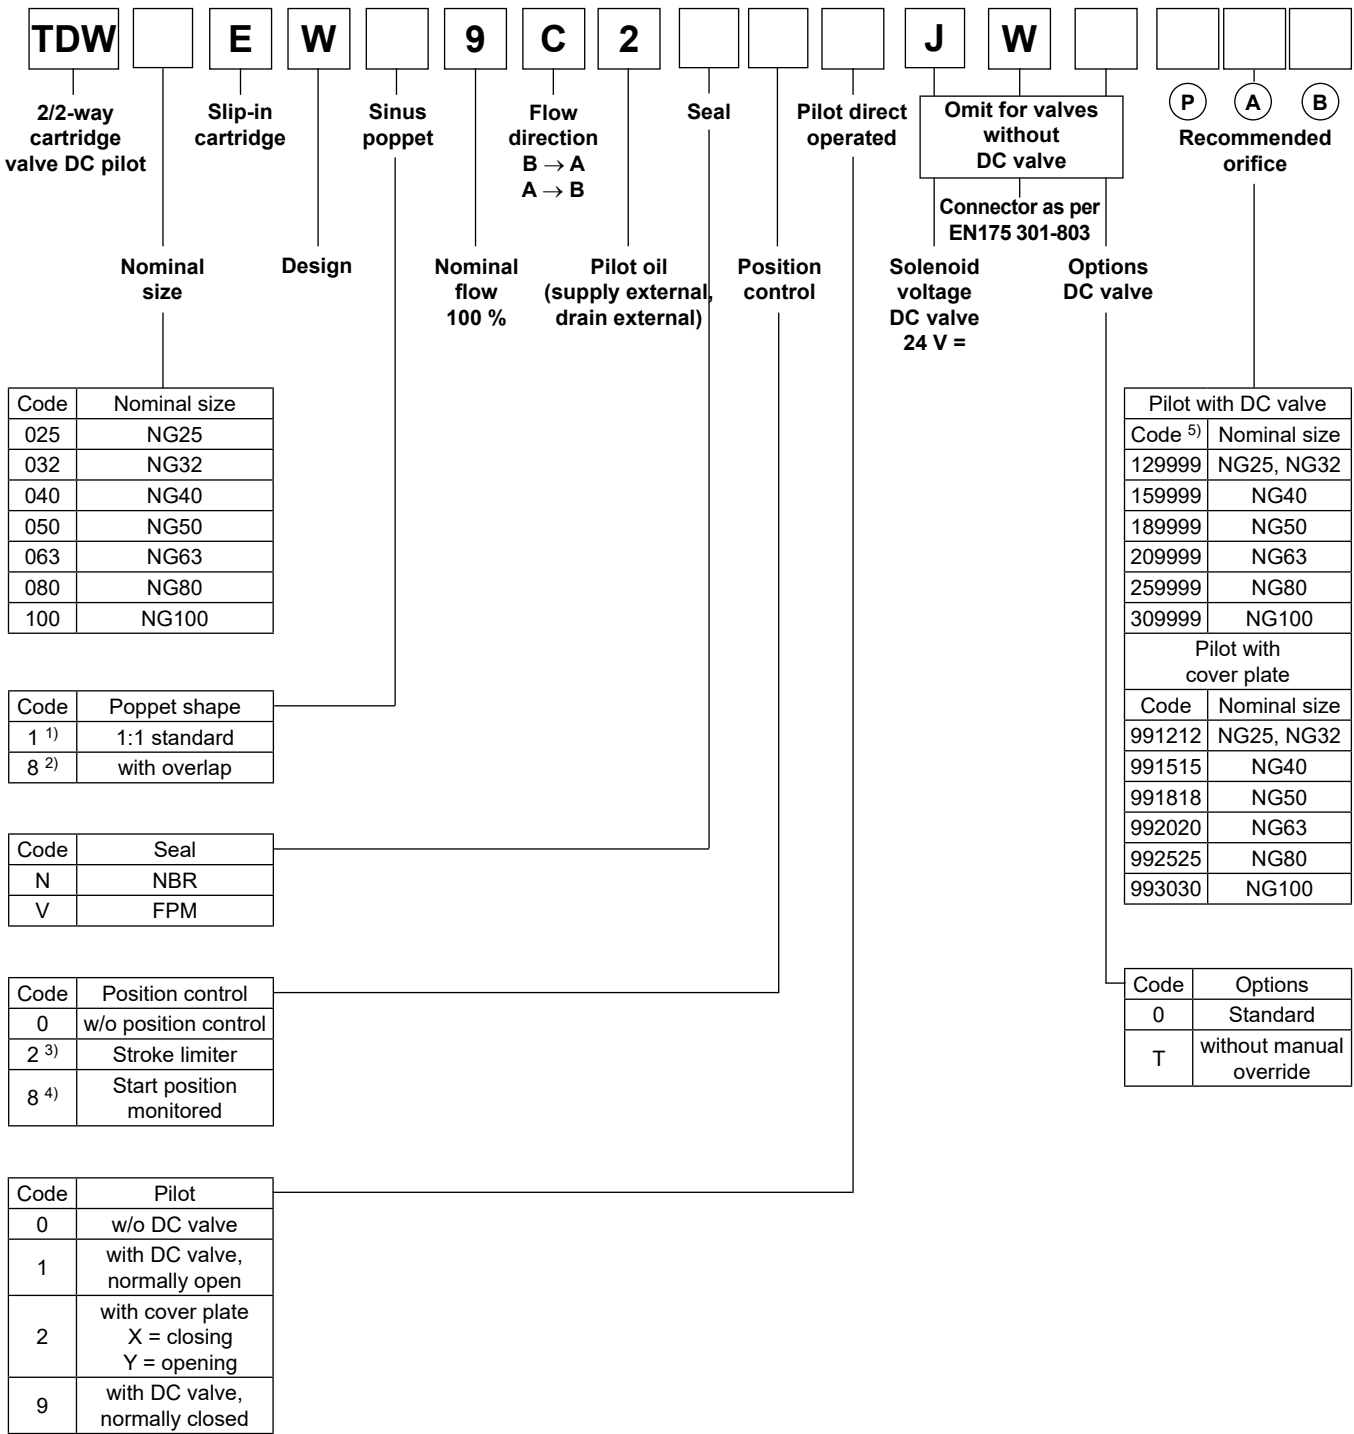 TDW E W 9 C 2 J W
2/2-way
cartridge
valve DC pilot
Slip-in
cartridge
Sinus
poppet
Flow
direction
B → A
A → B
Seal
Pilot direct
operated
Omit for valves
without
DC valve
P A B
Recommended
orifice
Connector as per
EN175 301-803
Nominal
size
Design
Nominal
flow
100 %
Pilot oil
(supply external,
drain external)
Position
control
Solenoid
voltage
DC valve
24 V =
Options
DC valve
Code Nominal size
025 NG25
032 NG32
040 NG40
050 NG50
063 NG63
080 NG80
100 NG100
Code Poppet shape
1 1) 1:1 standard
8 2) with overlap
Code Seal
N NBR
V FPM
Code Position control
0 w/o position control
2 3) Stroke limiter
8 4) Start position
monitored
Code Pilot
0 w/o DC valve
1 with DC valve,
normally open
2 with cover plate
X = closing
Y = opening
9 with DC valve,
normally closed
Pilot with DC valve
Code 5) Nominal size
129999 NG25, NG32
159999 NG40
189999 NG50
209999 NG63
259999 NG80
309999 NG100
Pilot with
cover plate
Code Nominal size
991212 NG25, NG32
991515 NG40
991818 NG50
992020 NG63
992525 NG80
993030 NG100
Code Options
0 Standard
T without manual
override